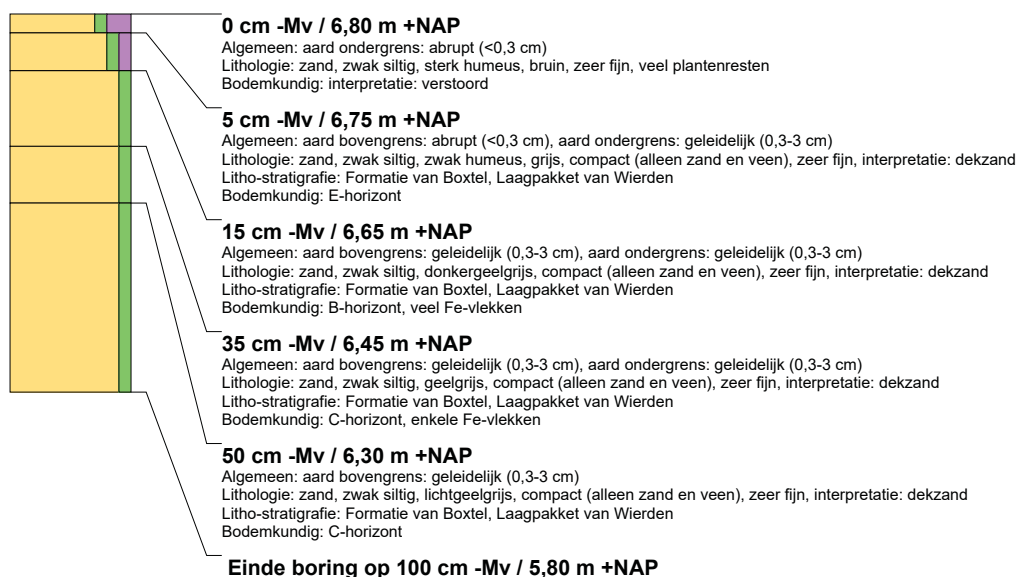 0 cm -Mv / 6,80 m +NAP
Algemeen: aard ondergrens: abrupt (<0,3 cm)
Lithologie: zand, zwak siltig, sterk humeus, bruin, zeer fijn, veel plantenresten
Bodemkundig: interpretatie: verstoord
5 cm -Mv / 6,75 m +NAP
Algemeen: aard bovengrens: abrupt (<0,3 cm), aard ondergrens: geleidelijk (0,3-3 cm)
Lithologie: zand, zwak siltig, zwak humeus, grijs, compact (alleen zand en veen), zeer fijn, interpretatie: dekzand
Litho-stratigrafie: Formatie van Boxtel, Laagpakket van Wierden
Bodemkundig: E-horizont
15 cm -Mv / 6,65 m +NAP
Algemeen: aard bovengrens: geleidelijk (0,3-3 cm), aard ondergrens: geleidelijk (0,3-3 cm)
Lithologie: zand, zwak siltig, donkergeelgrijs, compact (alleen zand en veen), zeer fijn, interpretatie: dekzand
Litho-stratigrafie: Formatie van Boxtel, Laagpakket van Wierden
Bodemkundig: B-horizont, veel Fe-vlekken
35 cm -Mv / 6,45 m +NAP
Algemeen: aard bovengrens: geleidelijk (0,3-3 cm), aard ondergrens: geleidelijk (0,3-3 cm)
Lithologie: zand, zwak siltig, geelgrijs, compact (alleen zand en veen), zeer fijn, interpretatie: dekzand
Litho-stratigrafie: Formatie van Boxtel, Laagpakket van Wierden
Bodemkundig: C-horizont, enkele Fe-vlekken
50 cm -Mv / 6,30 m +NAP
Algemeen: aard bovengrens: geleidelijk (0,3-3 cm)
Lithologie: zand, zwak siltig, lichtgeelgrijs, compact (alleen zand en veen), zeer fijn, interpretatie: dekzand
Litho-stratigrafie: Formatie van Boxtel, Laagpakket van Wierden
Bodemkundig: C-horizont
Einde boring op 100 cm -Mv / 5,80 m +NAP